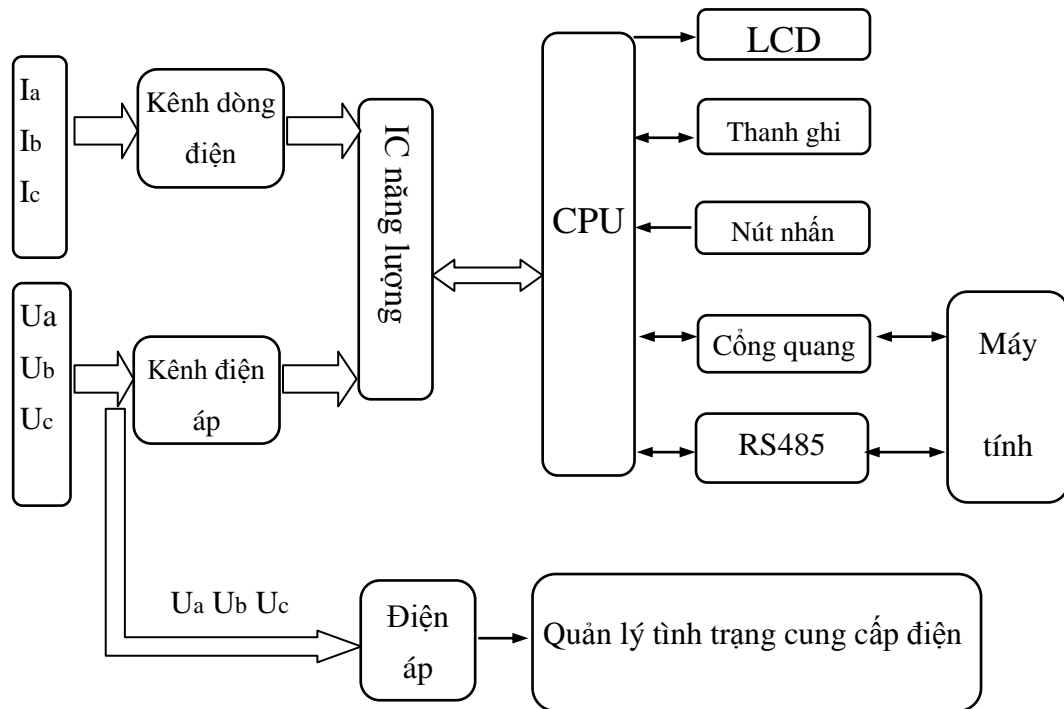 Ia
Ib
Ic
Kênh dòng
điện
IC năng lượng
CPU
LCD
Thanh ghi
Nút nhấn
Cổng quang
RS485
Máy
tính
Ua
Ub
Uc
Kênh điện
áp
Ua Ub Uc
Điện
áp
Quản lý tình trạng cung cấp điện